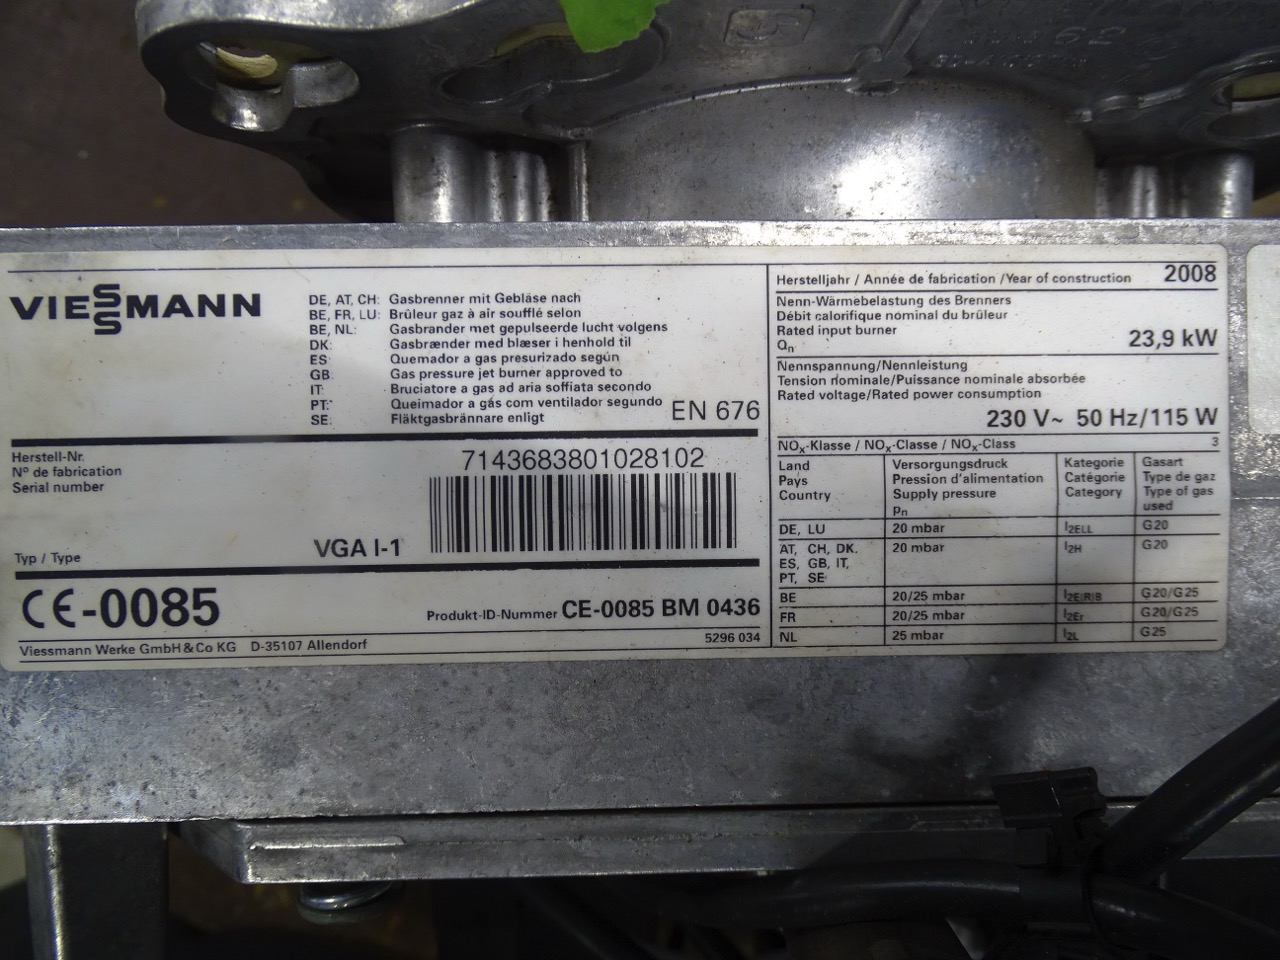 VIESSMANN
DE, AT, CH: Gasbrenner mit Gebläse nach
BE, FR, LU: Brûleur gaz à air soufflé selon
BE, NL: Gasbrander met gepulseerde lucht volgens
DK: Gasbrænder med blæser i henhold til
ES: Quemador a gas presurizado según
GB: Gas pressure jet burner approved to
IT: Bruciatore a gas ad aria soffiata secondo
PT: Queimador a gás com ventilador segundo
SE: Fläktgasbrännare enligt
EN 676
Herstell-Nr.
Nº de fabrication
Serial number
7143683801028102
Typ / Type
VGA I-1
CE-0085
Produkt-ID-Nummer CE-0085 BM 0436
5296 034
Viessmann Werke GmbH & Co KG D-35107 Allendorf
Herstelljahr / Année de fabrication / Year of construction 2008
Nenn-Wärmebelastung des Brenners
Débit calorifique nominal du brûleur
Rated input burner
Qn
23,9 kW
Nennspannung/Nennleistung
Tension nominale/Puissance nominale absorbée
Rated voltage/Rated power consumption
230 V~ 50 Hz/115 W
NOx-Klasse / NOx-Classe / NOx-Class 3
Land
Pays
Country
Versorgungsdruck
Pression d'alimentation
Supply pressure
pn
Kategorie
Catégorie
Category
Gasart
Type de gaz
Type of gas
used
DE, LU 20 mbar I2ELL G20
AT, CH, DK, 20 mbar I2H G20
ES, GB, IT,
PT, SE
BE 20/25 mbar I2E(R)B G20/G25
FR 20/25 mbar I2Er G20/G25
NL 25 mbar I2L G25